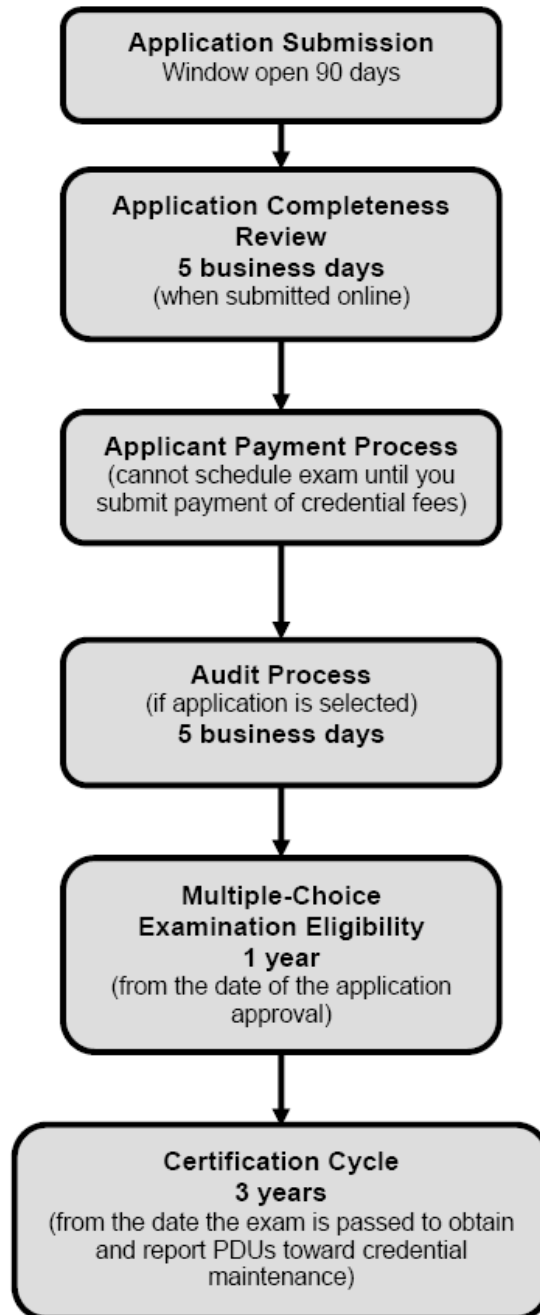 Application Submission
Window open 90 days
Application Completeness
Review
5 business days
(when submitted online)
Applicant Payment Process
(cannot schedule exam until you
submit payment of credential fees)
Audit Process
(if application is selected)
5 business days
Multiple-Choice
Examination Eligibility
1 year
(from the date of the application
approval)
Certification Cycle
3 years
(from the date the exam is passed to obtain
and report PDUs toward credential
maintenance)